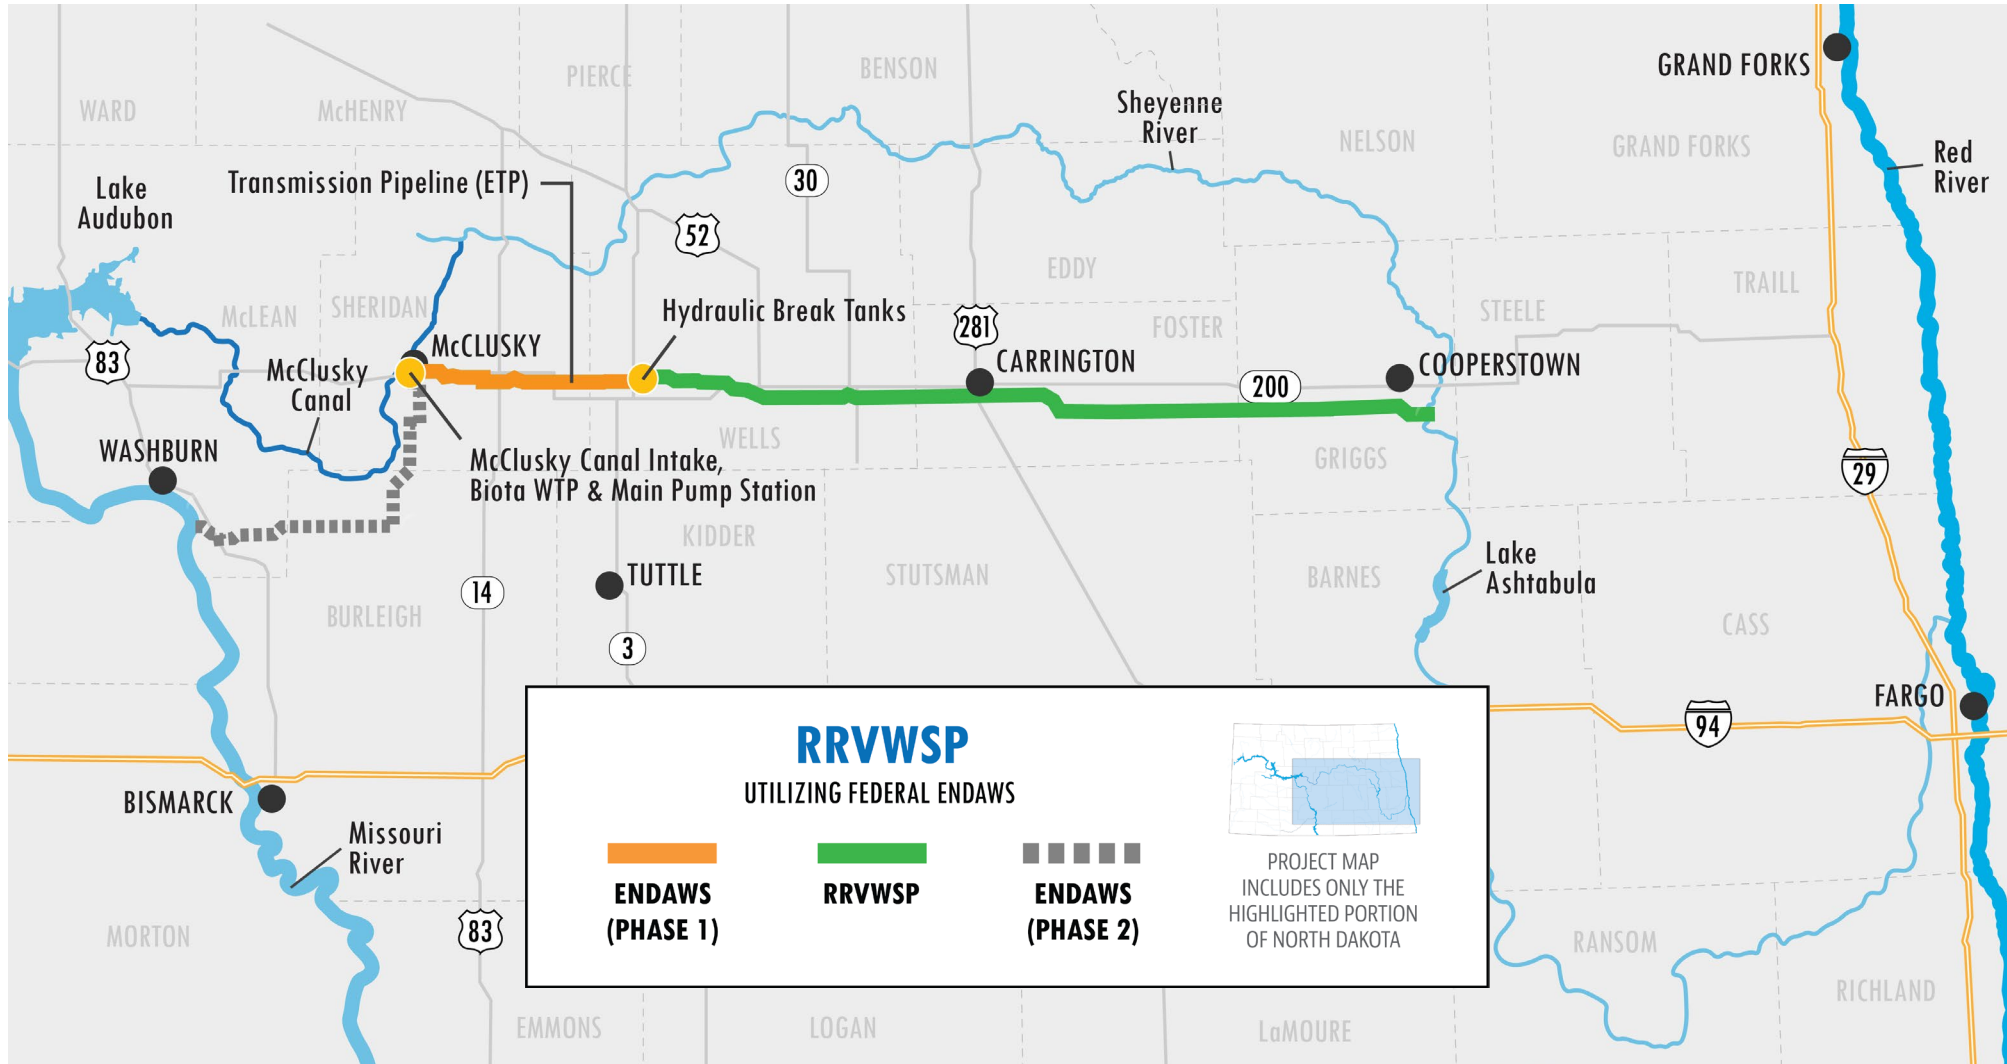 GRAND FORKS
PIERCE
BENSON
WARD
McHENRY
Sheyenne
River
NELSON
GRAND FORKS
Red
River
Lake
Audubon
Transmission Pipeline (ETP)
30
52
EDDY
TRAILL
McLEAN
SHERIDAN
Hydraulic Break Tanks
281
FOSTER
STEELE
83
McCLUSKY
CARRINGTON
COOPERSTOWN
McClusky
Canal
200
WASHBURN
WELLS
GRIGGS
McClusky Canal Intake,
Biota WTP & Main Pump Station
29
KIDDER
Lake
Ashtabula
TUTTLE
STUTSMAN
BARNES
14
BURLEIGH
CASS
3
FARGO
94
RRVWSP
UTILIZING FEDERAL ENDAWS
BISMARCK
Missouri
River
ENDAWS
(PHASE 1)
RRVWSP
ENDAWS
(PHASE 2)
PROJECT MAP
INCLUDES ONLY THE
HIGHLIGHTED PORTION
OF NORTH DAKOTA
MORTON
83
RANSOM
RICHLAND
EMMONS
LOGAN
LaMOURE